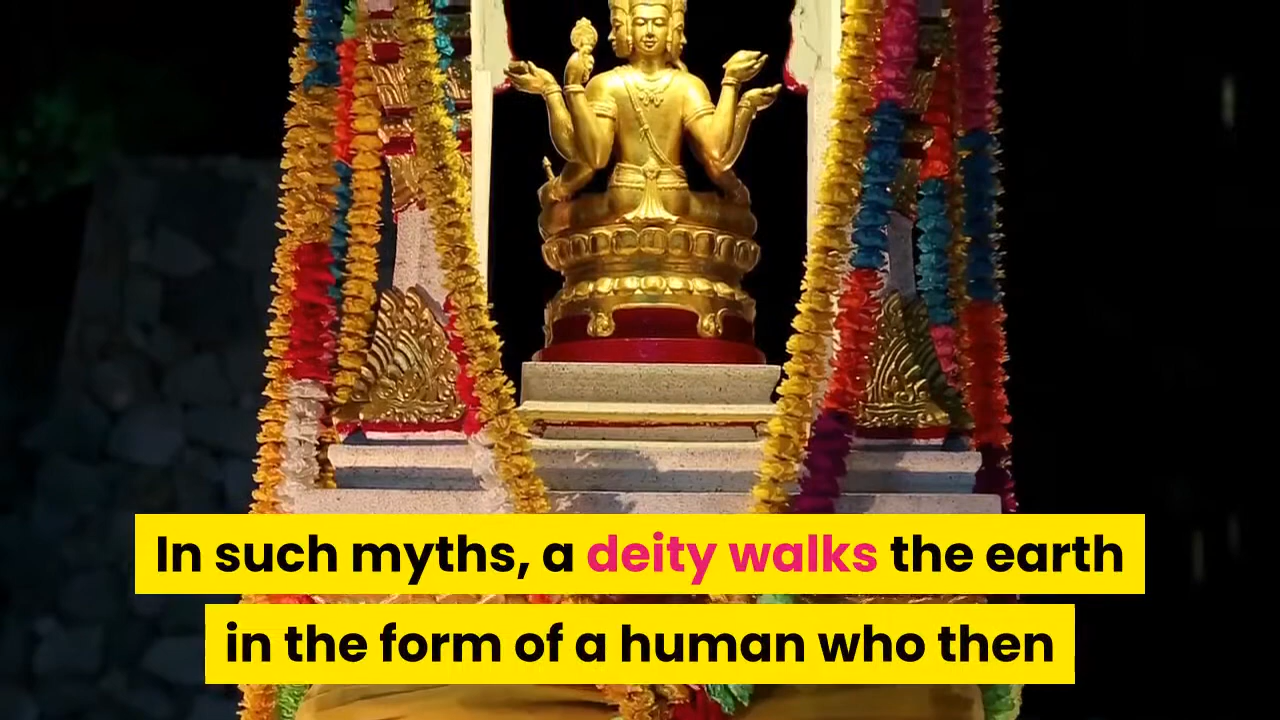 In such myths, a deity walks the earth
in the form of a human who then